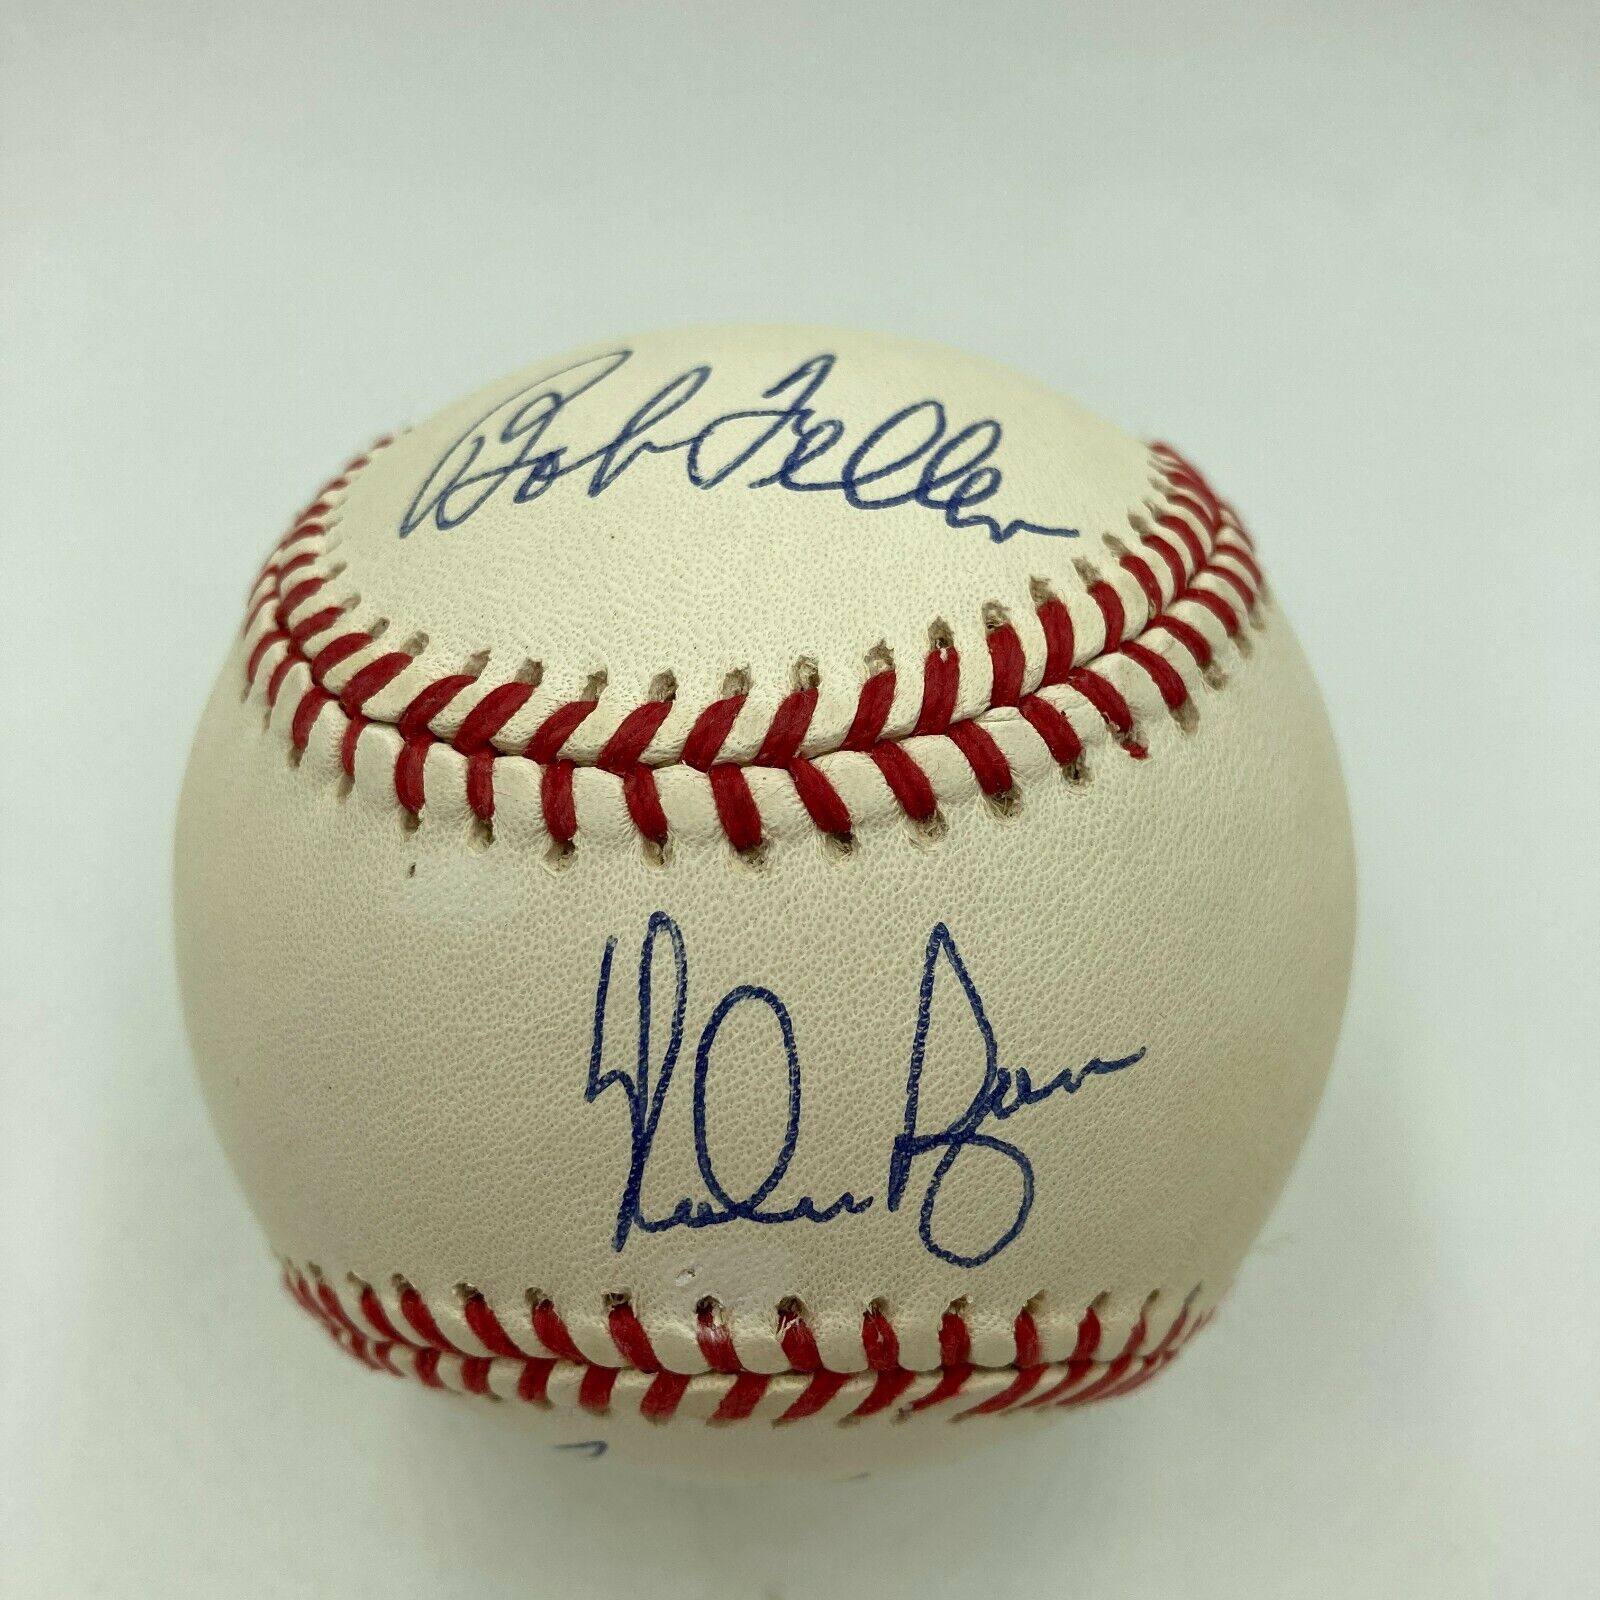 Bob Feller
Nolan Ryan